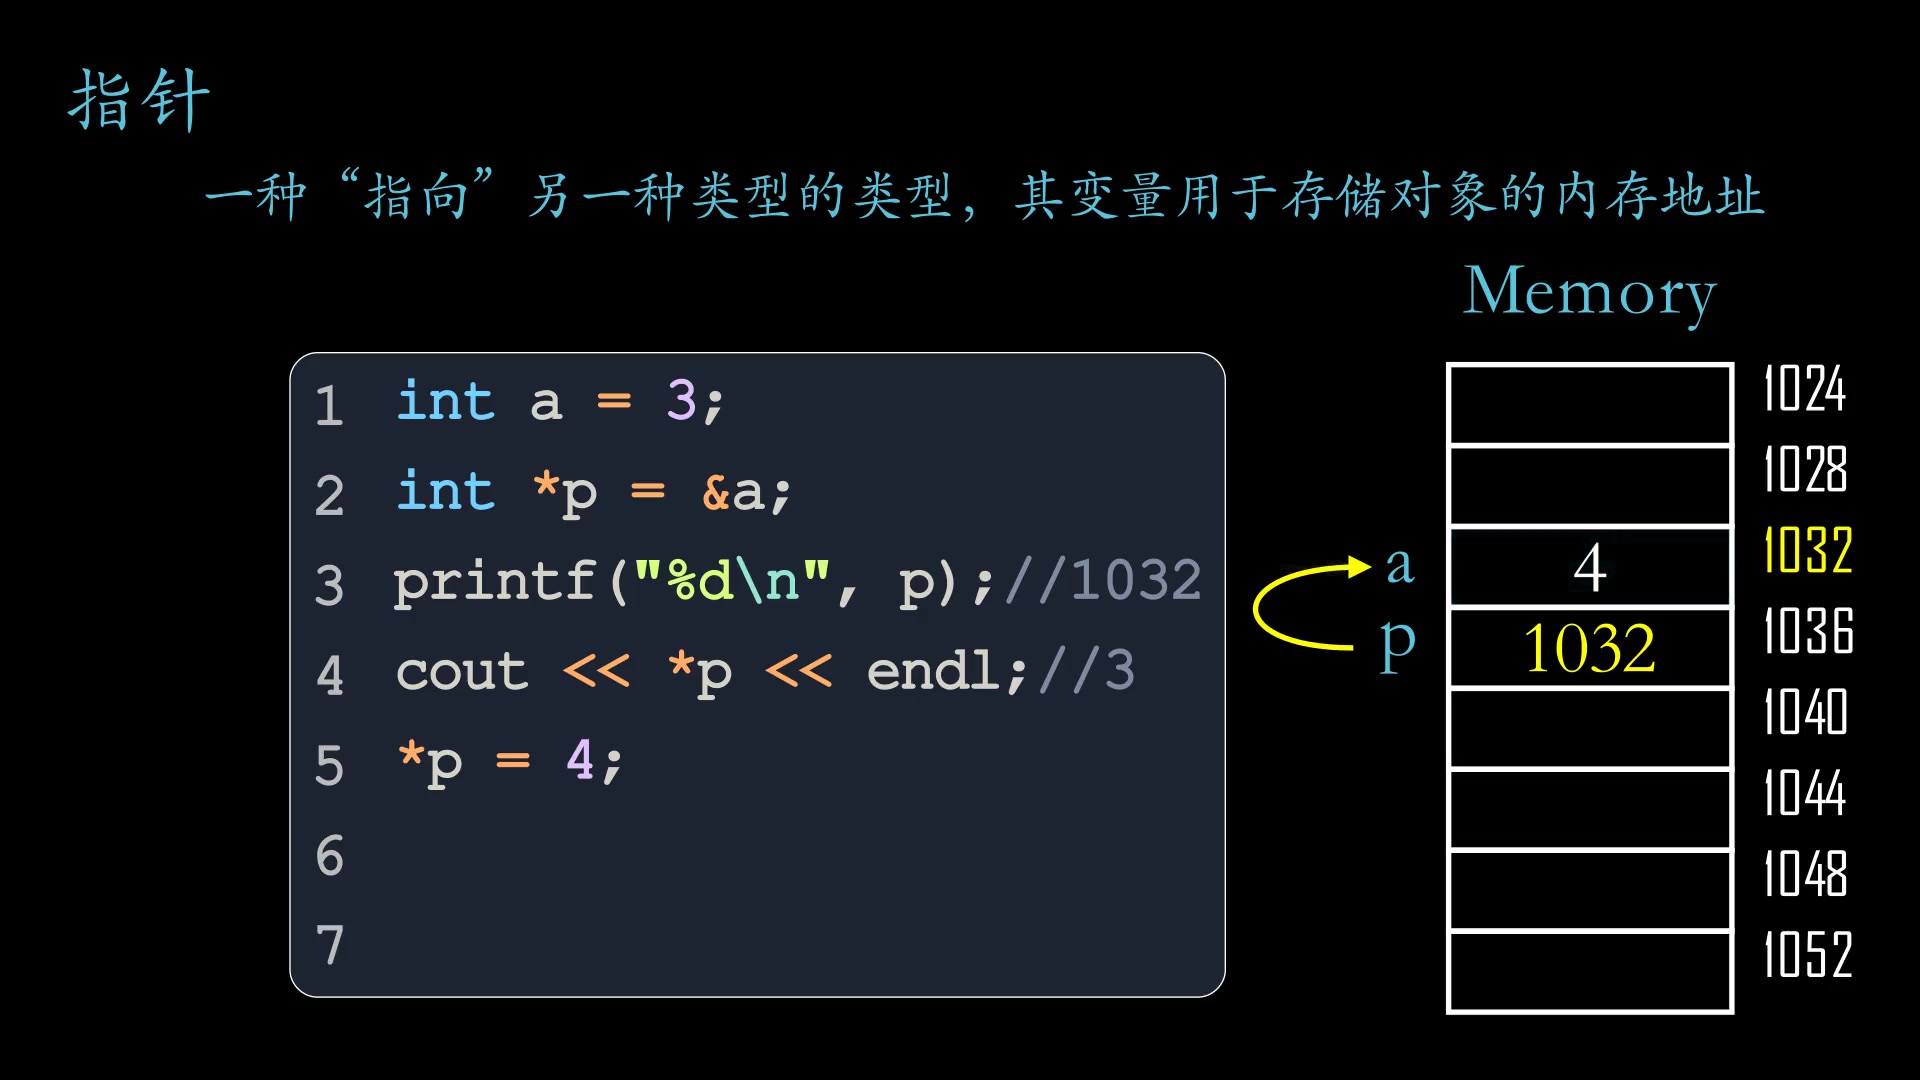 指针
一种“指向”另一种类型的类型，其变量用于存储对象的内存地址
Memory
1 int a = 3;
2 int *p = &a;
3 printf("%d\n", p);//1032
4 cout << *p << endl;//3
5 *p = 4;
6
7
1024
1028
a 4 1032
p 1032 1036
1040
1044
1048
1052